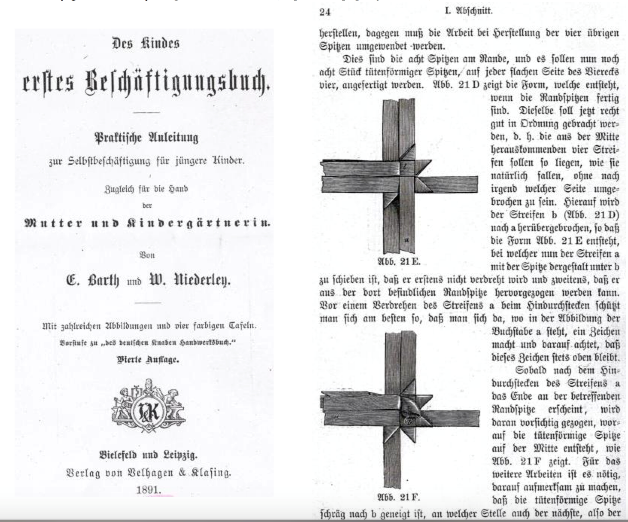 Des Kindes
erstes Beschäftigungsbuch.
Praktische Anleitung
zur Selbstbeschäftigung für jüngere Kinder.
Zugleich für die Hand
der
Mutter und Kindergärtnerin.
Von
E. Barth und W. Niederley.
Mit zahlreichen Abbildungen und vier farbigen Tafeln.
Vorstufe zu „des deutschen Knaben Handwerksbuch.“
Vierte Auflage.
VK
Bielefeld und Leipzig.
Verlag von Velhagen & Klasing.
1891.
24 I. Abschnitt.
herstellen, dagegen muß die Arbeit bei Herstellung der vier übrigen
Spitzen umgewendet werden.
Dies sind die acht Spitzen am Rande, und es sollen nun noch
acht Stück tütenförmiger Spitzen, auf jeder flachen Seite des Vierecks
vier, angefertigt werden. Abb. 21 D zeigt die Form, welche entsteht,
wenn die Randspitzen fertig
sind. Dieselbe soll jetzt recht
gut in Ordnung gebracht wer-
den, d. h. die aus der Mitte
herauskommenden vier Strei-
fen sollen so liegen, wie sie
natürlich fallen, ohne nach
irgend welcher Seite umge-
brochen zu sein. Hierauf wird
der Streifen b (Abb. 21 D)
nach a herübergebrochen, so daß
die Form Abb. 21 E entsteht,
bei welcher nun der Streifen a
mit der Spitze dergestalt unter b
Abb. 21 E.
zu schieben ist, daß er erstens nicht verdreht wird und zweitens, daß er
aus der dort befindlichen Randspitze hervorgezogen werden kann.
Vor einem Verdrehen des Streifens a beim Hindurchstecken schützt
man sich am besten so, daß man sich da, wo in der Abbildung der
Buchstabe a steht, ein Zeichen
macht und darauf achtet, daß
dieses Zeichen stets oben bleibt.
Sobald nach dem Hin-
durchstecken des Streifens a
das Ende an der betreffenden
Randspitze erscheint, wird
daran vorsichtig gezogen, wor-
auf die tütenförmige Spitze
auf der Mitte entsteht, wie
Abb. 21 F zeigt. Für das
weitere Arbeiten ist es nötig,
darauf aufmerksam zu machen,
daß die tütenförmige Spitze
Abb. 21 F.
schräg nach b geneigt ist, an welcher Stelle auch der nächste, also der